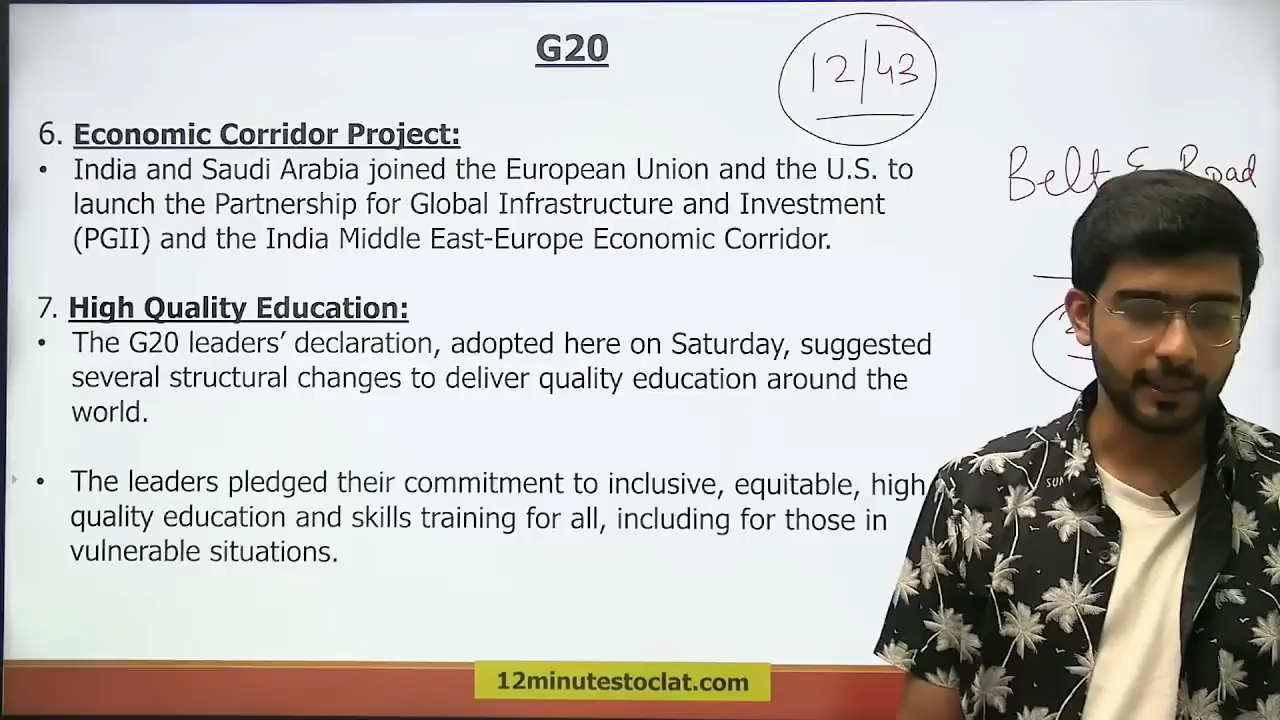 G20
12/43
6. Economic Corridor Project:
• India and Saudi Arabia joined the European Union and the U.S. to
launch the Partnership for Global Infrastructure and Investment
(PGII) and the India Middle East-Europe Economic Corridor.
Belt & Road
7. High Quality Education:
• The G20 leaders’ declaration, adopted here on Saturday, suggested
several structural changes to deliver quality education around the
world.
• The leaders pledged their commitment to inclusive, equitable, high
quality education and skills training for all, including for those in
vulnerable situations.
12minutestoclat.com